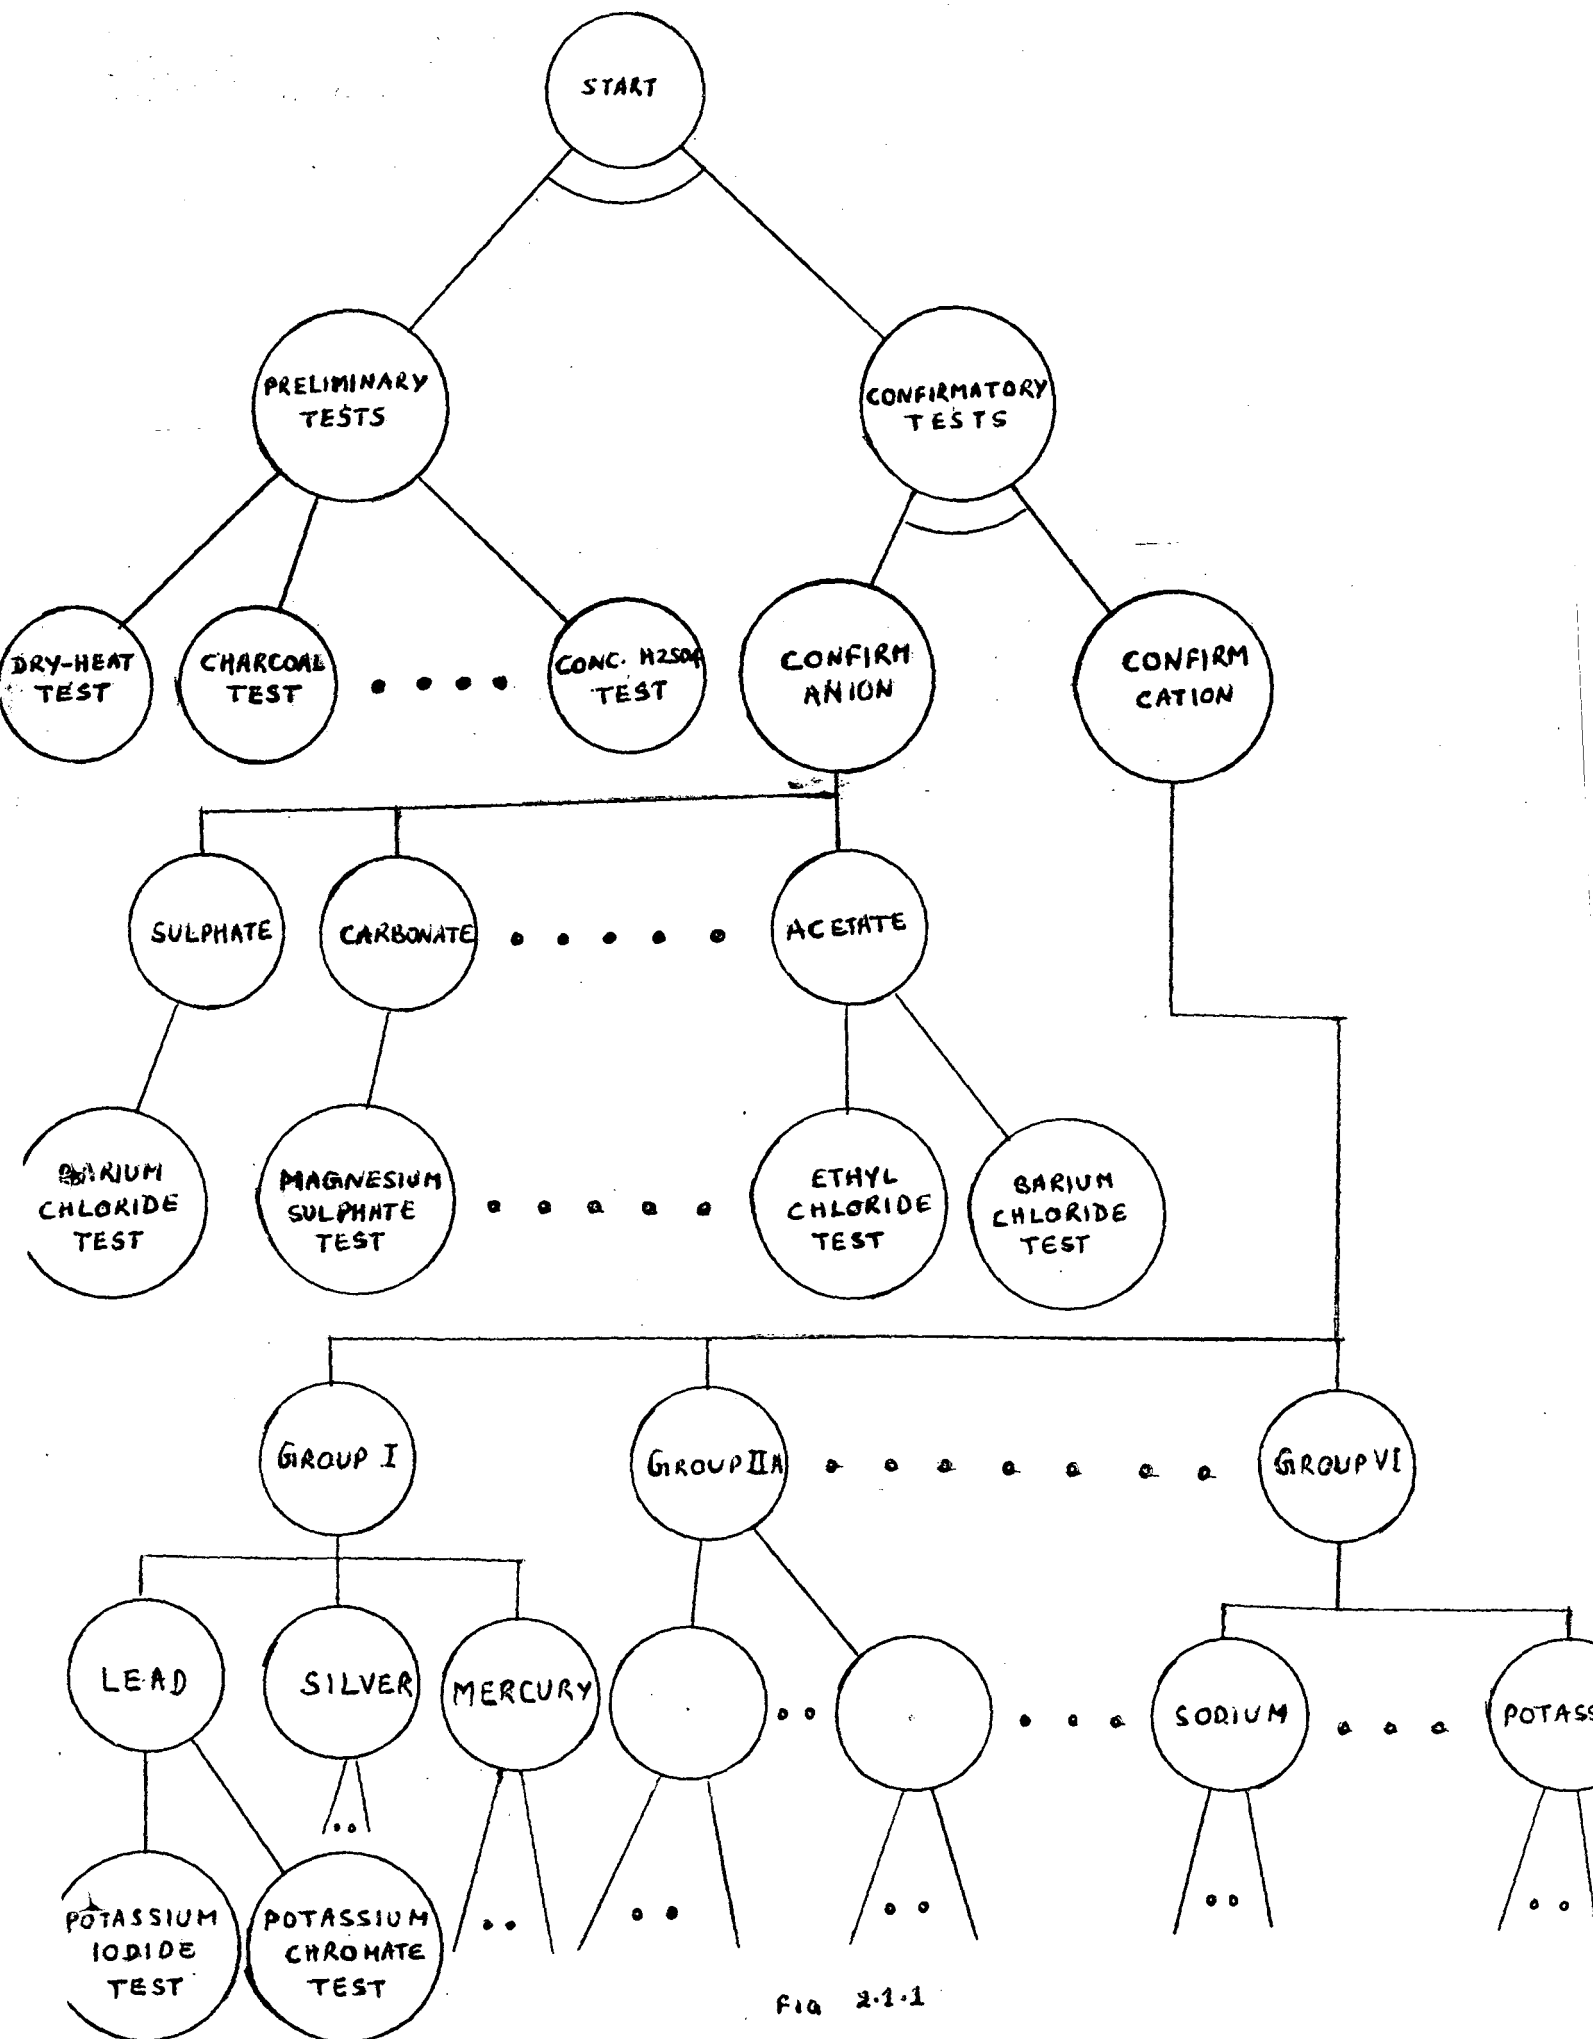 START
PRELIMINARY
TESTS
CONFIRMATORY
TESTS
DRY-HEAT
TEST
CHARCOAL
TEST
CONC. H2SO4
TEST
CONFIRM
ANION
CONFIRM
CATION
SULPHATE
CARBONATE
ACETATE
BARIUM
CHLORIDE
TEST
MAGNESIUM
SULPHATE
TEST
ETHYL
CHLORIDE
TEST
BARIUM
CHLORIDE
TEST
GROUP I
GROUP IIA
GROUP VI
LEAD
SILVER
MERCURY
SODIUM
POTASS
POTASSIUM
IODIDE
TEST
POTASSIUM
CHROMATE
TEST
FIG 2.1.1